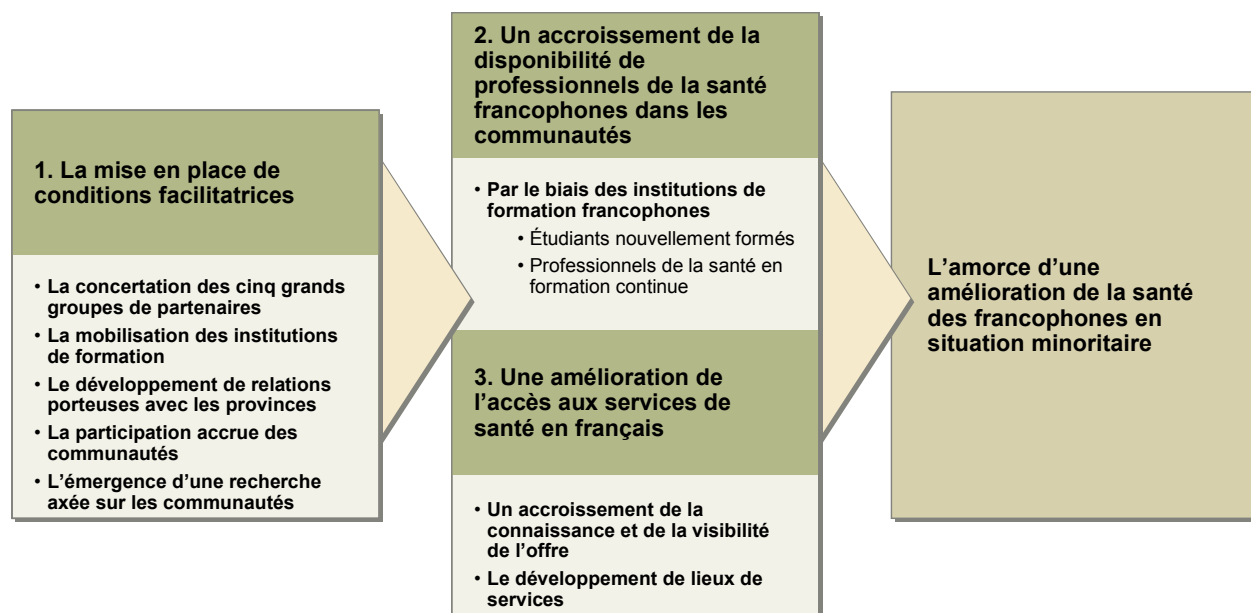 1. La mise en place de
conditions facilitatrices
• La concertation des cinq grands
groupes de partenaires
• La mobilisation des institutions
de formation
• Le développement de relations
porteuses avec les provinces
• La participation accrue des
communautés
• L’émergence d’une recherche
axée sur les communautés
2. Un accroissement de la
disponibilité de
professionnels de la santé
francophones dans les
communautés
• Par le biais des institutions de
formation francophones
• Étudiants nouvellement formés
• Professionnels de la santé en
formation continue
3. Une amélioration de
l’accès aux services de
santé en français
• Un accroissement de la
connaissance et de la visibilité
de l’offre
• Le développement de lieux de
services
L’amorce d’une
amélioration de la santé
des francophones en
situation minoritaire